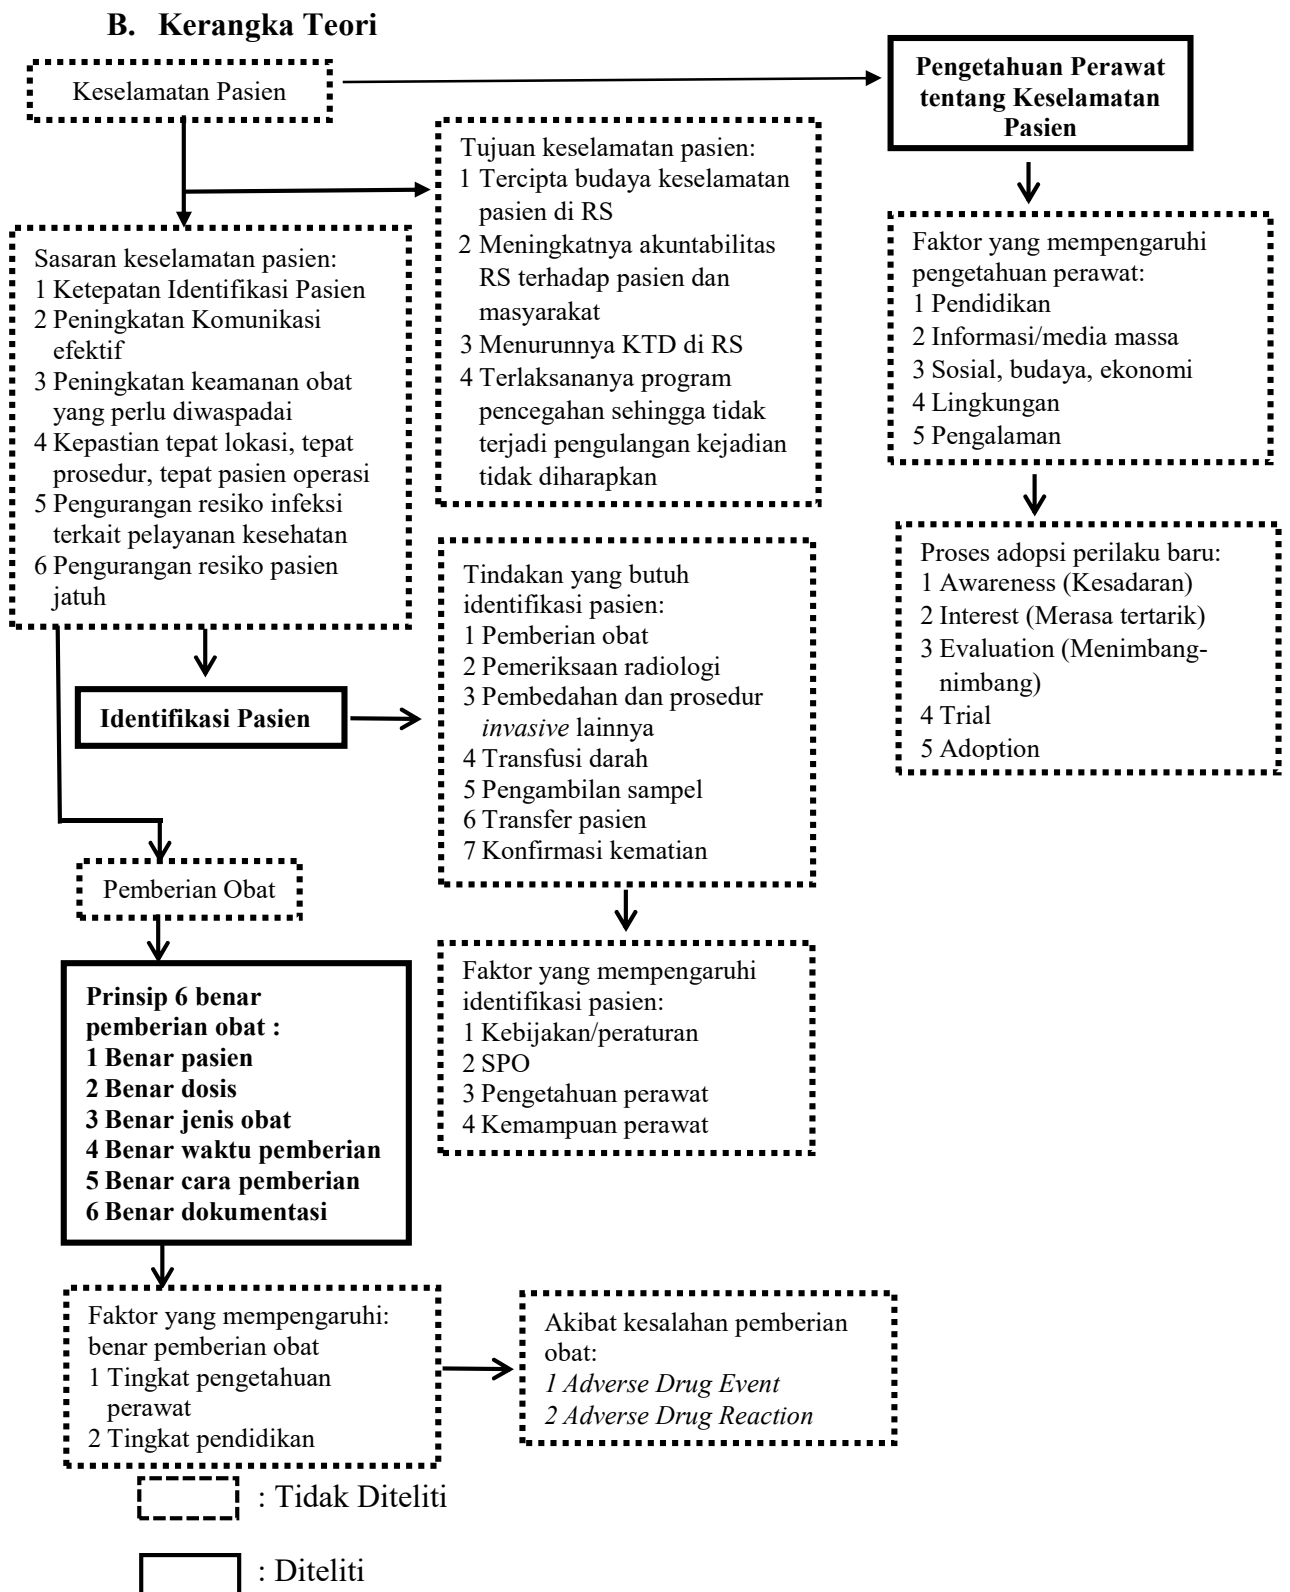 B. Kerangka Teori
Keselamatan Pasien
Pengetahuan Perawat
tentang Keselamatan
Pasien
Tujuan keselamatan pasien:
1 Tercipta budaya keselamatan
pasien di RS
2 Meningkatnya akuntabilitas
RS terhadap pasien dan
masyarakat
3 Menurunnya KTD di RS
4 Terlaksananya program
pencegahan sehingga tidak
terjadi pengulangan kejadian
tidak diharapkan
Faktor yang mempengaruhi
pengetahuan perawat:
1 Pendidikan
2 Informasi/media massa
3 Sosial, budaya, ekonomi
4 Lingkungan
5 Pengalaman
Sasaran keselamatan pasien:
1 Ketepatan Identifikasi Pasien
2 Peningkatan Komunikasi
efektif
3 Peningkatan keamanan obat
yang perlu diwaspadai
4 Kepastian tepat lokasi, tepat
prosedur, tepat pasien operasi
5 Pengurangan resiko infeksi
terkait pelayanan kesehatan
6 Pengurangan resiko pasien
jatuh
Proses adopsi perilaku baru:
1 Awareness (Kesadaran)
2 Interest (Merasa tertarik)
3 Evaluation (Menimbang-
nimbang)
4 Trial
5 Adoption
Tindakan yang butuh
identifikasi pasien:
1 Pemberian obat
2 Pemeriksaan radiologi
3 Pembedahan dan prosedur
invasive lainnya
4 Transfusi darah
5 Pengambilan sampel
6 Transfer pasien
7 Konfirmasi kematian
Identifikasi Pasien
Pemberian Obat
Faktor yang mempengaruhi
identifikasi pasien:
1 Kebijakan/peraturan
2 SPO
3 Pengetahuan perawat
4 Kemampuan perawat
Prinsip 6 benar
pemberian obat :
1 Benar pasien
2 Benar dosis
3 Benar jenis obat
4 Benar waktu pemberian
5 Benar cara pemberian
6 Benar dokumentasi
Faktor yang mempengaruhi:
benar pemberian obat
1 Tingkat pengetahuan
perawat
2 Tingkat pendidikan
Akibat kesalahan pemberian
obat:
1 Adverse Drug Event
2 Adverse Drug Reaction
: Tidak Diteliti
: Diteliti